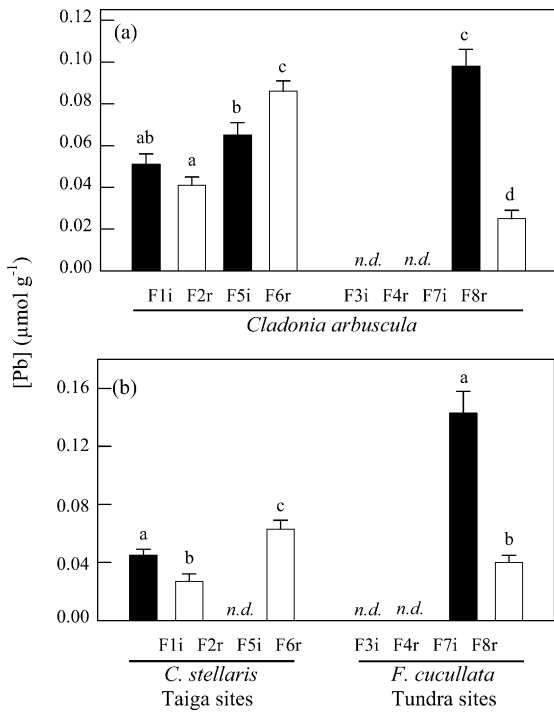 0.12
(a)
c
0.10
c
0.08
b
ab
0.06
a
0.04
d
0.02
n.d. n.d.
0.00
F1i F2r F5i F6r F3i F4r F7i F8r
Cladonia arbuscula
[Pb] (μmol g⁻¹)
(b)
a
0.16
0.12
c
0.08
a
b
b
0.04
n.d. n.d. n.d.
0.00
F1i F2r F5i F6r F3i F4r F7i F8r
C. stellaris F. cucullata
Taiga sites Tundra sites